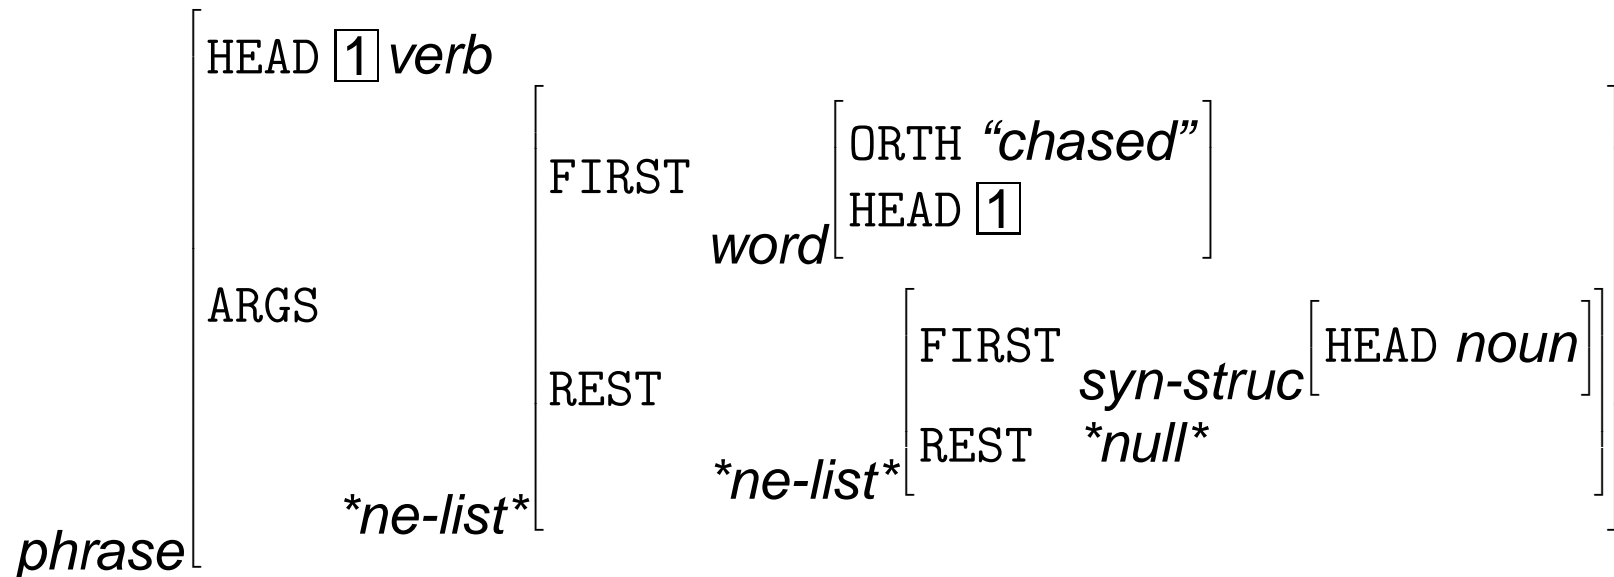 HEAD 1 verb
ORTH “chased”
FIRST
HEAD 1
word
ARGS
FIRST HEAD noun
syn-struc
REST
REST *null*
*ne-list*
*ne-list*
phrase